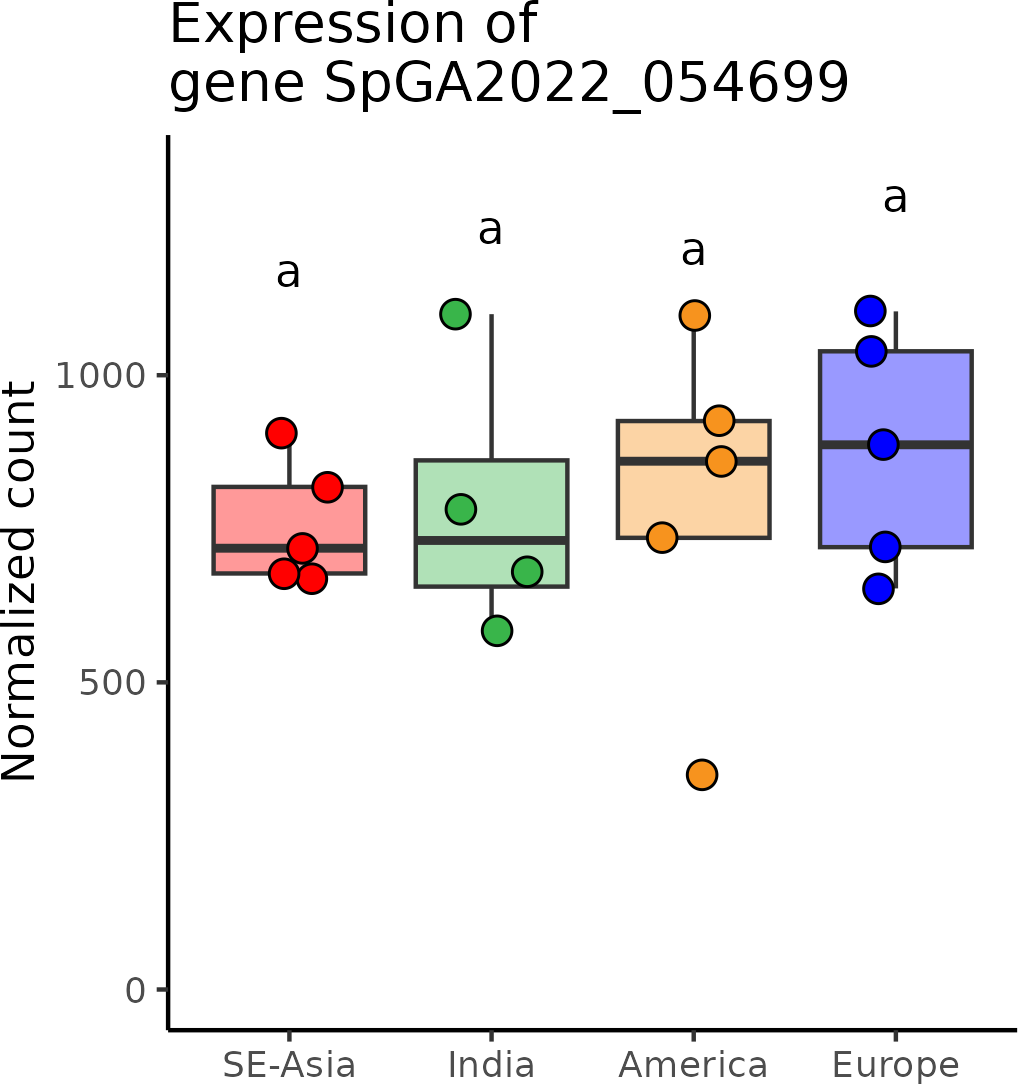 Expression of
gene SpGA2022_054699
a
a
a
a
Normalized count
1000
500
0
SE-Asia
India
America
Europe